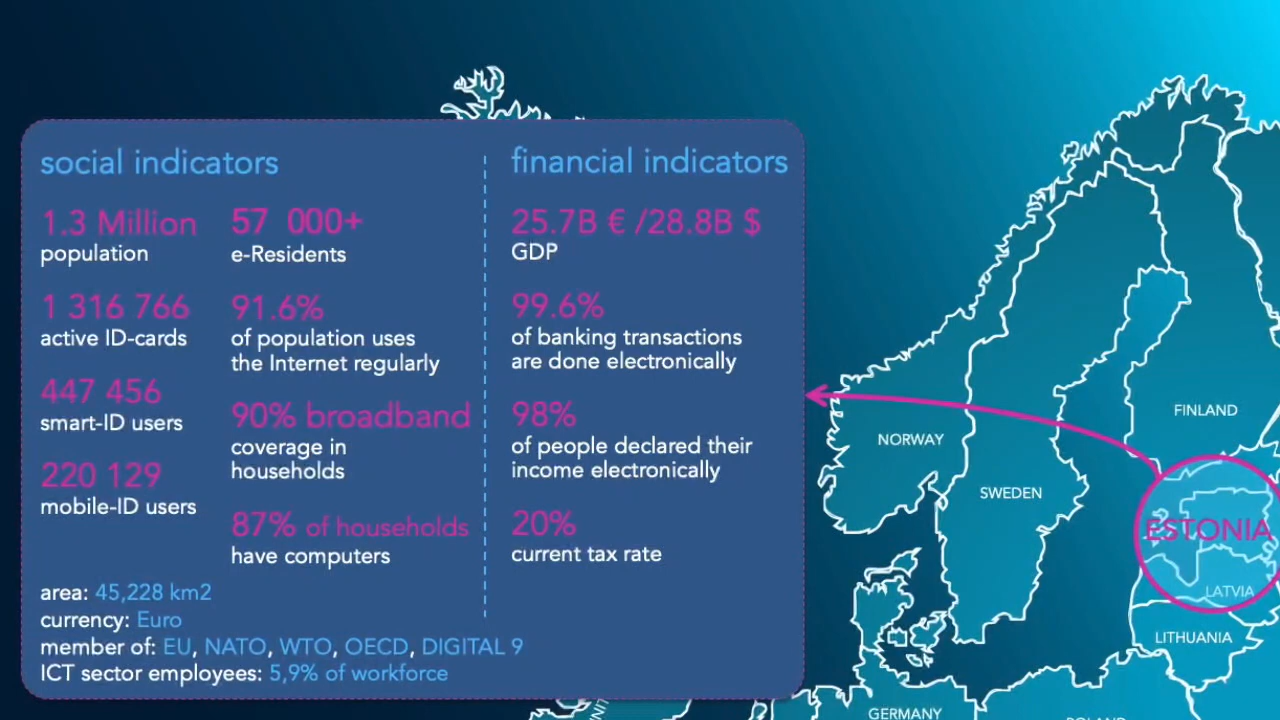 social indicators
1.3 Million
population
1 316 766
active ID-cards
447 456
smart-ID users
220 129
mobile-ID users
57 000+
e-Residents
91.6%
of population uses
the Internet regularly
90% broadband
coverage in
households
87% of households
have computers
area: 45,228 km2
currency: Euro
member of: EU, NATO, WTO, OECD, DIGITAL 9
ICT sector employees: 5,9% of workforce
financial indicators
25.7B € /28.8B $
GDP
99.6%
of banking transactions
are done electronically
98%
of people declared their
income electronically
20%
current tax rate
NORWAY
SWEDEN
FINLAND
ESTONIA
LATVIA
LITHUANIA
GERMANY